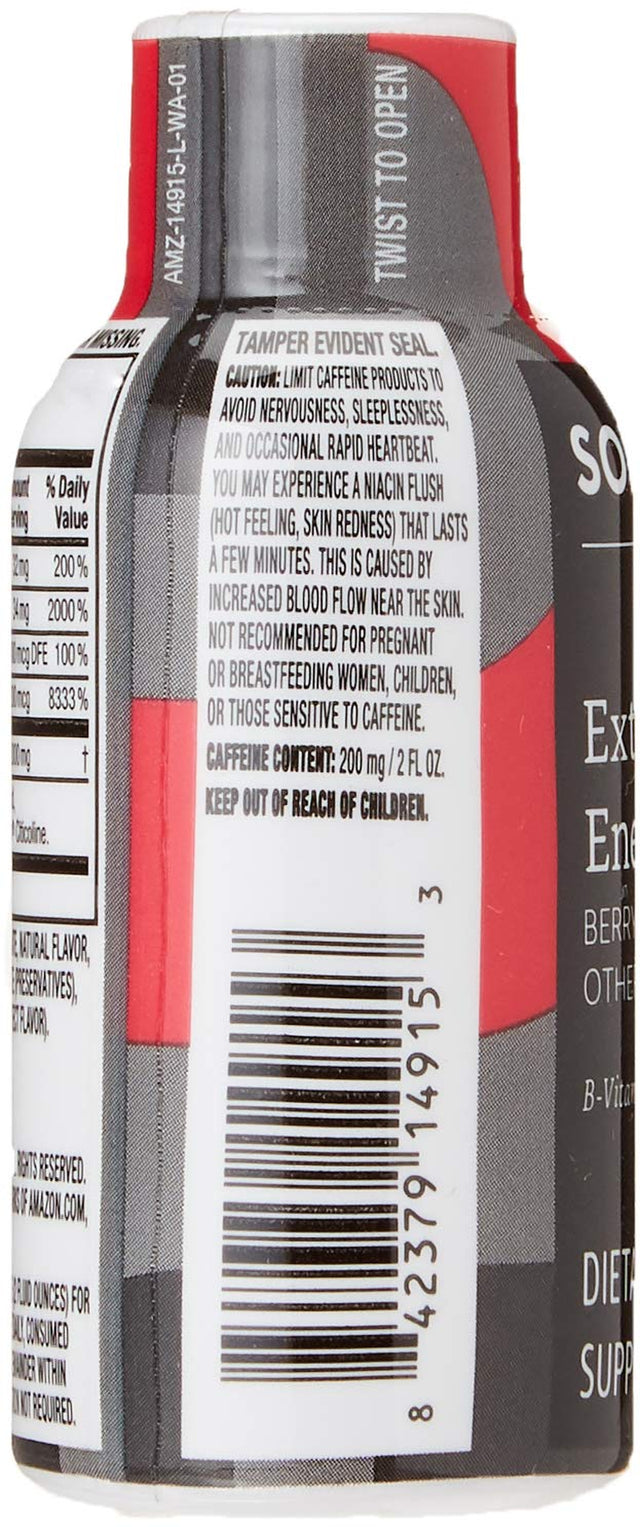 AMZ-14915-L-WA-01
TWIST TO OPEN
MISSING.
% Daily
Value
200%
2000%
DFE 100%
8333%
†
Citicoline.
NATURAL FLAVOR,
PRESERVATIVES),
FLAVOR).
RIGHTS RESERVED.
OF AMAZON.COM,
FLUID OUNCES) FOR
CONSUMED
WITHIN
NOT REQUIRED.
TAMPER EVIDENT SEAL.
CAUTION: LIMIT CAFFEINE PRODUCTS TO
AVOID NERVOUSNESS, SLEEPLESSNESS,
AND OCCASIONAL RAPID HEARTBEAT.
YOU MAY EXPERIENCE A NIACIN FLUSH
(HOT FEELING, SKIN REDNESS) THAT LASTS
A FEW MINUTES. THIS IS CAUSED BY
INCREASED BLOOD FLOW NEAR THE SKIN.
NOT RECOMMENDED FOR PREGNANT
OR BREASTFEEDING WOMEN, CHILDREN,
OR THOSE SENSITIVE TO CAFFEINE.
CAFFEINE CONTENT: 200 mg / 2 FL OZ.
KEEP OUT OF REACH OF CHILDREN.
8 42379 14915 3
SO
Ext
Ene
BERR
OTHE
B-Vita
DIETA
SUPP